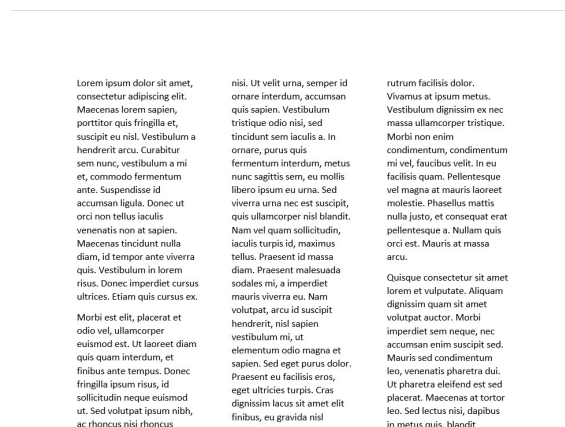 Lorem ipsum dolor sit amet,
consectetur adipiscing elit.
Maecenas lorem sapien,
porttitor quis fringilla et,
suscipit eu nisl. Vestibulum a
hendrerit arcu. Curabitur
sem nunc, vestibulum a mi
et, commodo fermentum
ante. Suspendisse id
accumsan ligula. Donec ut
orci non tellus iaculis
venenatis non at sapien.
Maecenas tincidunt nulla
diam, id tempor ante viverra
quis. Vestibulum in lorem
risus. Donec imperdiet cursus
ultrices. Etiam quis cursus ex.
Morbi est elit, placerat et
odio vel, ullamcorper
euismod est. Ut laoreet diam
quis quam interdum, et
finibus ante tempus. Donec
fringilla ipsum risus, id
sollicitudin neque euismod
ut. Sed volutpat ipsum nibh,
ac rhoncus nisi rhoncus
nisi. Ut velit urna, semper id
ornare interdum, accumsan
quis sapien. Vestibulum
tristique odio nisi, sed
tincidunt sem iaculis a. In
ornare, purus quis
fermentum interdum, metus
nunc sagittis sem, eu mollis
libero ipsum eu urna. Sed
viverra urna nec est suscipit,
quis ullamcorper nisl blandit.
Nam vel quam sollicitudin,
iaculis turpis id, maximus
tellus. Praesent id massa
diam. Praesent malesuada
sodales mi, a imperdiet
mauris viverra eu. Nam
volutpat, arcu id suscipit
hendrerit, nisl sapien
vestibulum mi, ut
elementum odio magna et
sapien. Sed eget purus dolor.
Praesent eu facilisis eros,
eget ultricies turpis. Cras
dignissim lacus sit amet elit
finibus, eu gravida nisl
rutrum facilisis dolor.
Vivamus at ipsum metus.
Vestibulum dignissim ex nec
massa ullamcorper tristique.
Morbi non enim
condimentum, condimentum
mi vel, faucibus velit. In eu
facilisis quam. Pellentesque
vel magna at mauris laoreet
molestie. Phasellus mattis
nulla justo, et consequat erat
pellentesque a. Nullam quis
orci est. Mauris at massa
arcu.
Quisque consectetur sit amet
lorem et vulputate. Aliquam
dignissim quam sit amet
volutpat auctor. Morbi
imperdiet sem neque, nec
accumsan enim suscipit sed.
Mauris sed condimentum
leo, venenatis pharetra dui.
Ut pharetra eleifend est sed
placerat. Maecenas at tortor
leo. Sed lectus nisi, dapibus
in metus quis, blandit